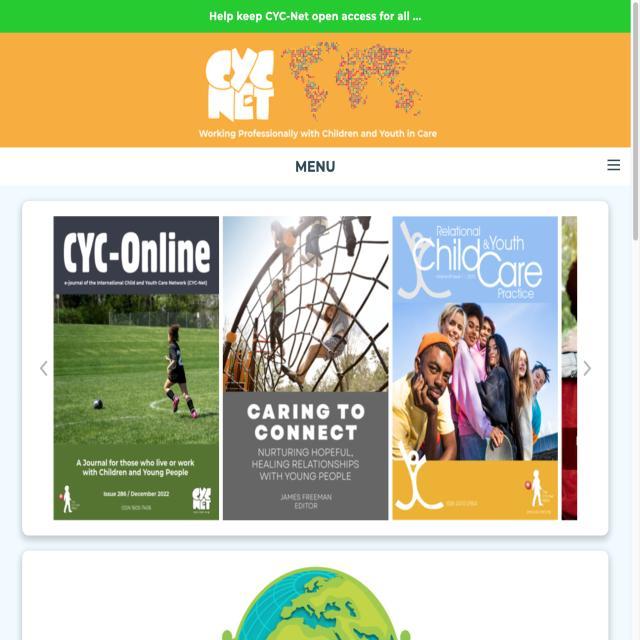 Help keep CYC-Net open access for all ...
CYC
NET
Working Professionally with Children and Youth in Care
MENU
CYC-Online
e-journal of the International Child and Youth Care Network (CYC-Net)
A Journal for those who live or work
with Children and Young People
Issue 286 / December 2022
ISSN 1605-7406
CYC
NET
CARING TO
CONNECT
NURTURING HOPEFUL,
HEALING RELATIONSHIPS
WITH YOUNG PEOPLE
JAMES FREEMAN
EDITOR
Relational
Child & Youth
Care
Practice